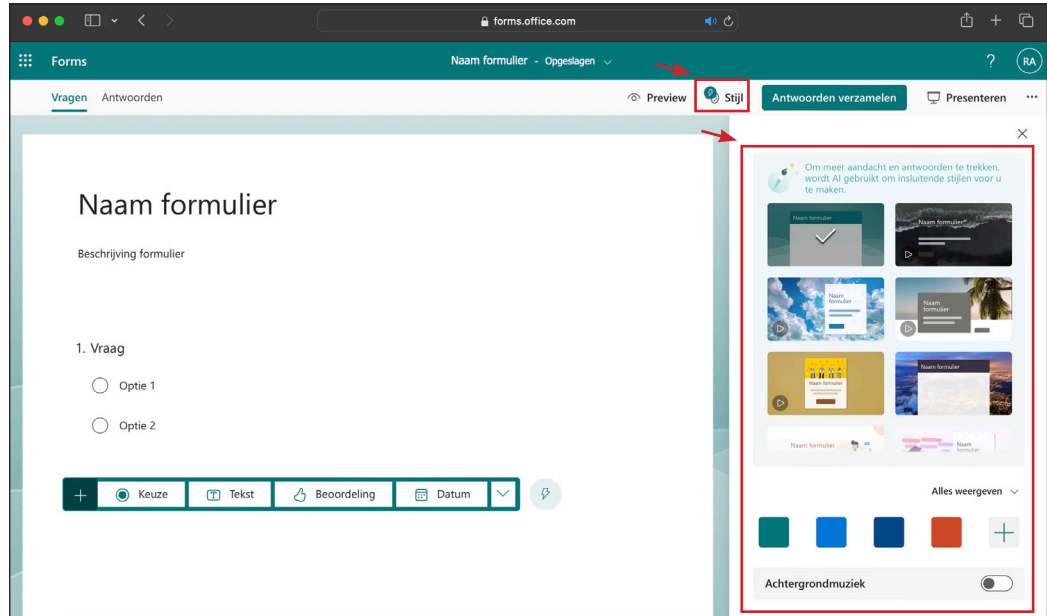 forms.office.com
Forms
Naam formulier - Opgeslagen
?
RA
Vragen Antwoorden
Preview
Stijl
Antwoorden verzamelen
Presenteren
Om meer aandacht en antwoorden te trekken,
wordt AI gebruikt om insluitende stijlen voor u
te maken.
Naam formulier
Naam formulier
Naam
formulier
Naam
formulier
Naam formulier
Naam formulier
Naam formulier
Naam
formulier
Alles weergeven
Achtergrondmuziek
Naam formulier
Beschrijving formulier
1. Vraag
Optie 1
Optie 2
Keuze
Tekst
Beoordeling
Datum